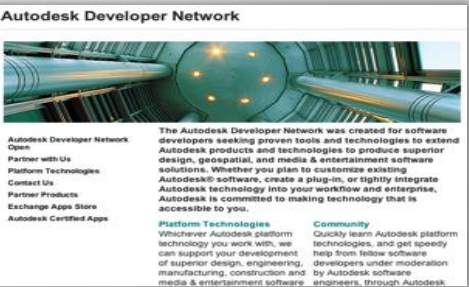 Autodesk Developer Network
Autodesk Developer Network
Open
Partner with Us
Platform Technologies
Contact Us
Partner Products
Exchange Apps Store
Autodesk Certified Apps
The Autodesk Developer Network was created for software
developers seeking proven tools and technologies to extend
Autodesk products and technologies to produce superior
design, geospatial, and media & entertainment software
solutions. Whether you plan to customize existing
Autodesk® software, create a plug-in, or tightly integrate
Autodesk technology into your workflow and enterprise,
Autodesk is committed to making technology that is
accessible to you.
Platform Technologies
Whichever Autodesk platform
technology you work with, we
can support your development
of superior design, engineering,
manufacturing, construction and
media & entertainment software
Community
Quickly learn Autodesk platform
technologies, and get speedy
help from fellow software
developers under moderation
by Autodesk software
engineers, through Autodesk